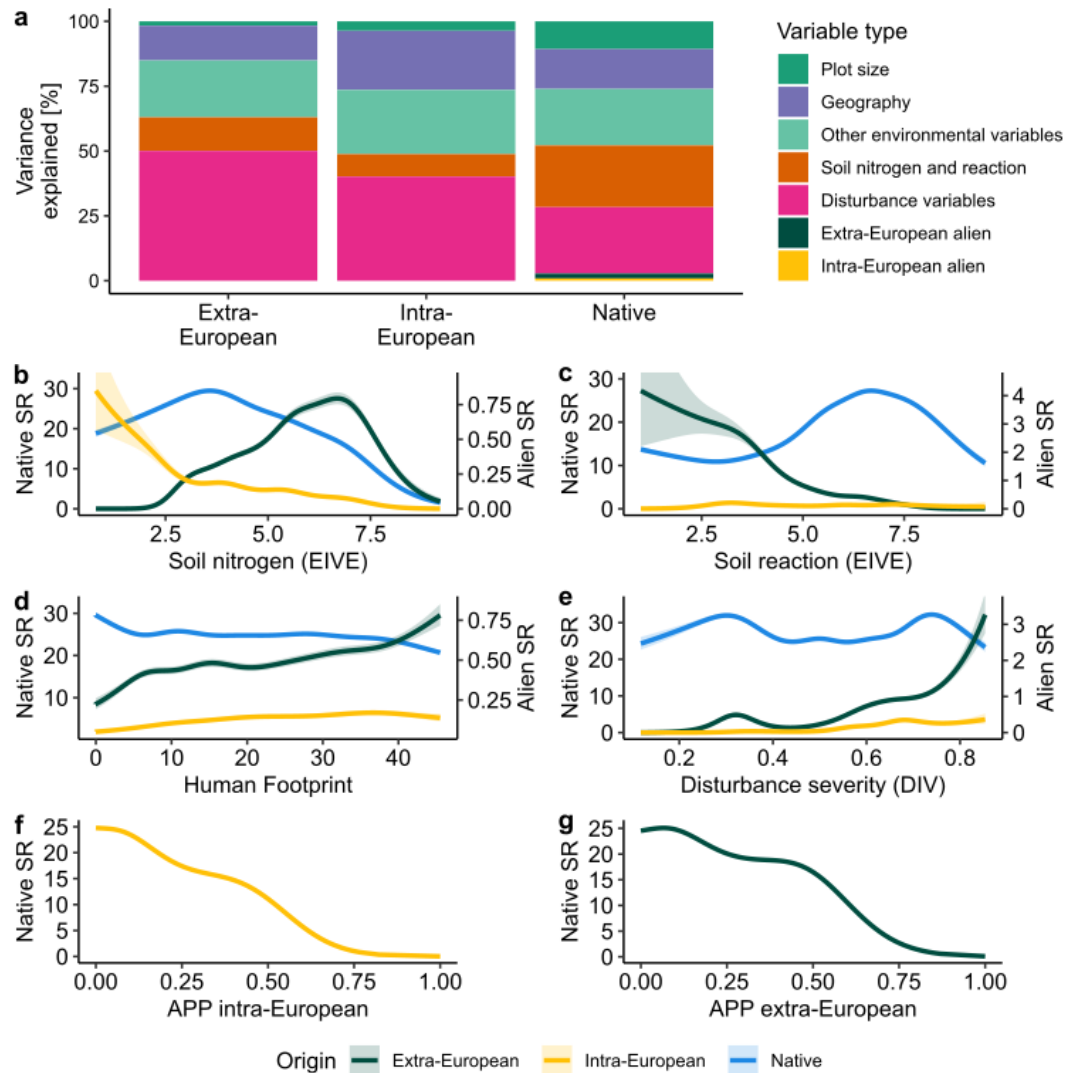 a
100
75
50
25
0
Variance
explained [%]
Extra-
European
Intra-
European
Native
Variable type
Plot size
Geography
Other environmental variables
Soil nitrogen and reaction
Disturbance variables
Extra-European alien
Intra-European alien
b
30
20
10
0
Native SR
0.75
0.50
0.25
0.00
Alien SR
2.5
5.0
7.5
Soil nitrogen (EIVE)
c
30
20
10
0
Native SR
4
3
2
1
0
Alien SR
2.5
5.0
7.5
Soil reaction (EIVE)
d
30
20
10
Native SR
0.75
0.50
0.25
Alien SR
0
10
20
30
40
Human Footprint
e
30
20
10
0
Native SR
3
2
1
0
Alien SR
0.2
0.4
0.6
0.8
Disturbance severity (DIV)
f
25
20
15
10
5
0
Native SR
0.00
0.25
0.50
0.75
1.00
APP intra-European
g
25
20
15
10
5
0
Native SR
0.00
0.25
0.50
0.75
1.00
APP extra-European
Origin
Extra-European
Intra-European
Native